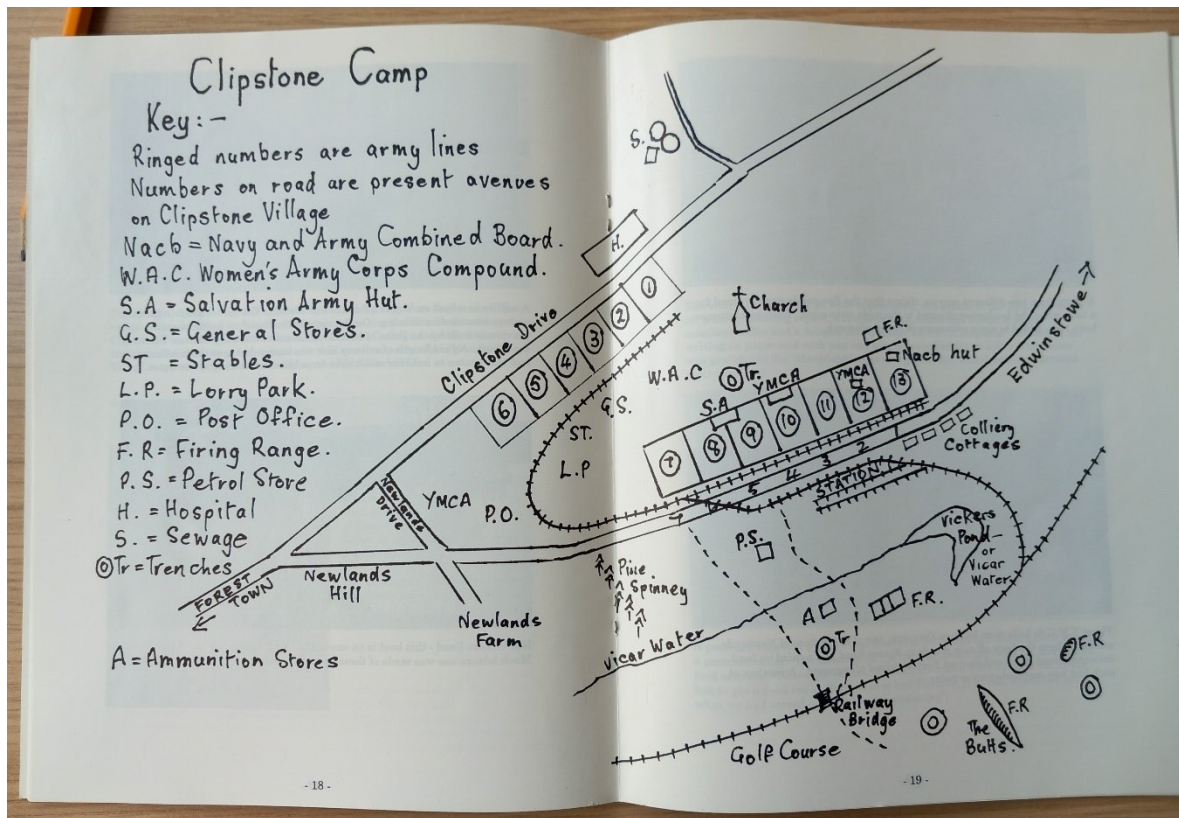 Clipstone Camp
Key:-
Ringed numbers are army lines
Numbers on road are present avenues
on Clipstone Village
Nacb = Navy and Army Combined Board.
W.A.C. Women's Army Corps Compound.
S.A = Salvation Army Hut.
G.S. = General Stores.
ST = Stables.
L.P. = Lorry Park.
P.O. = Post Office.
F.R = Firing Range.
P.S. = Petrol Store
H. = Hospital
S. = Sewage
Tr = Trenches
A = Ammunition Stores
FOREST
TOWN
Newlands
Hill
Newlands
Drive
Newlands
Farm
YMCA
P.O.
Clipstone Drive
6
5
4
3
2
1
H.
S.
Church
W.A.C
Tr.
G.S.
ST.
L.P
S.A
YMCA
YMCA
F.R.
Nacb hut
7
8
9
10
11
12
13
Edwinstowe
Colliery
Cottages
7
5
4
3
2
STATION
P.S.
Vickers
Pond
or
Vicar
Water
Pine
Spinney
Vicar Water
A
F.R.
Tr
Railway
Bridge
Golf Course
F.R
F.R
The
Butts.
- 18 -
- 19 -